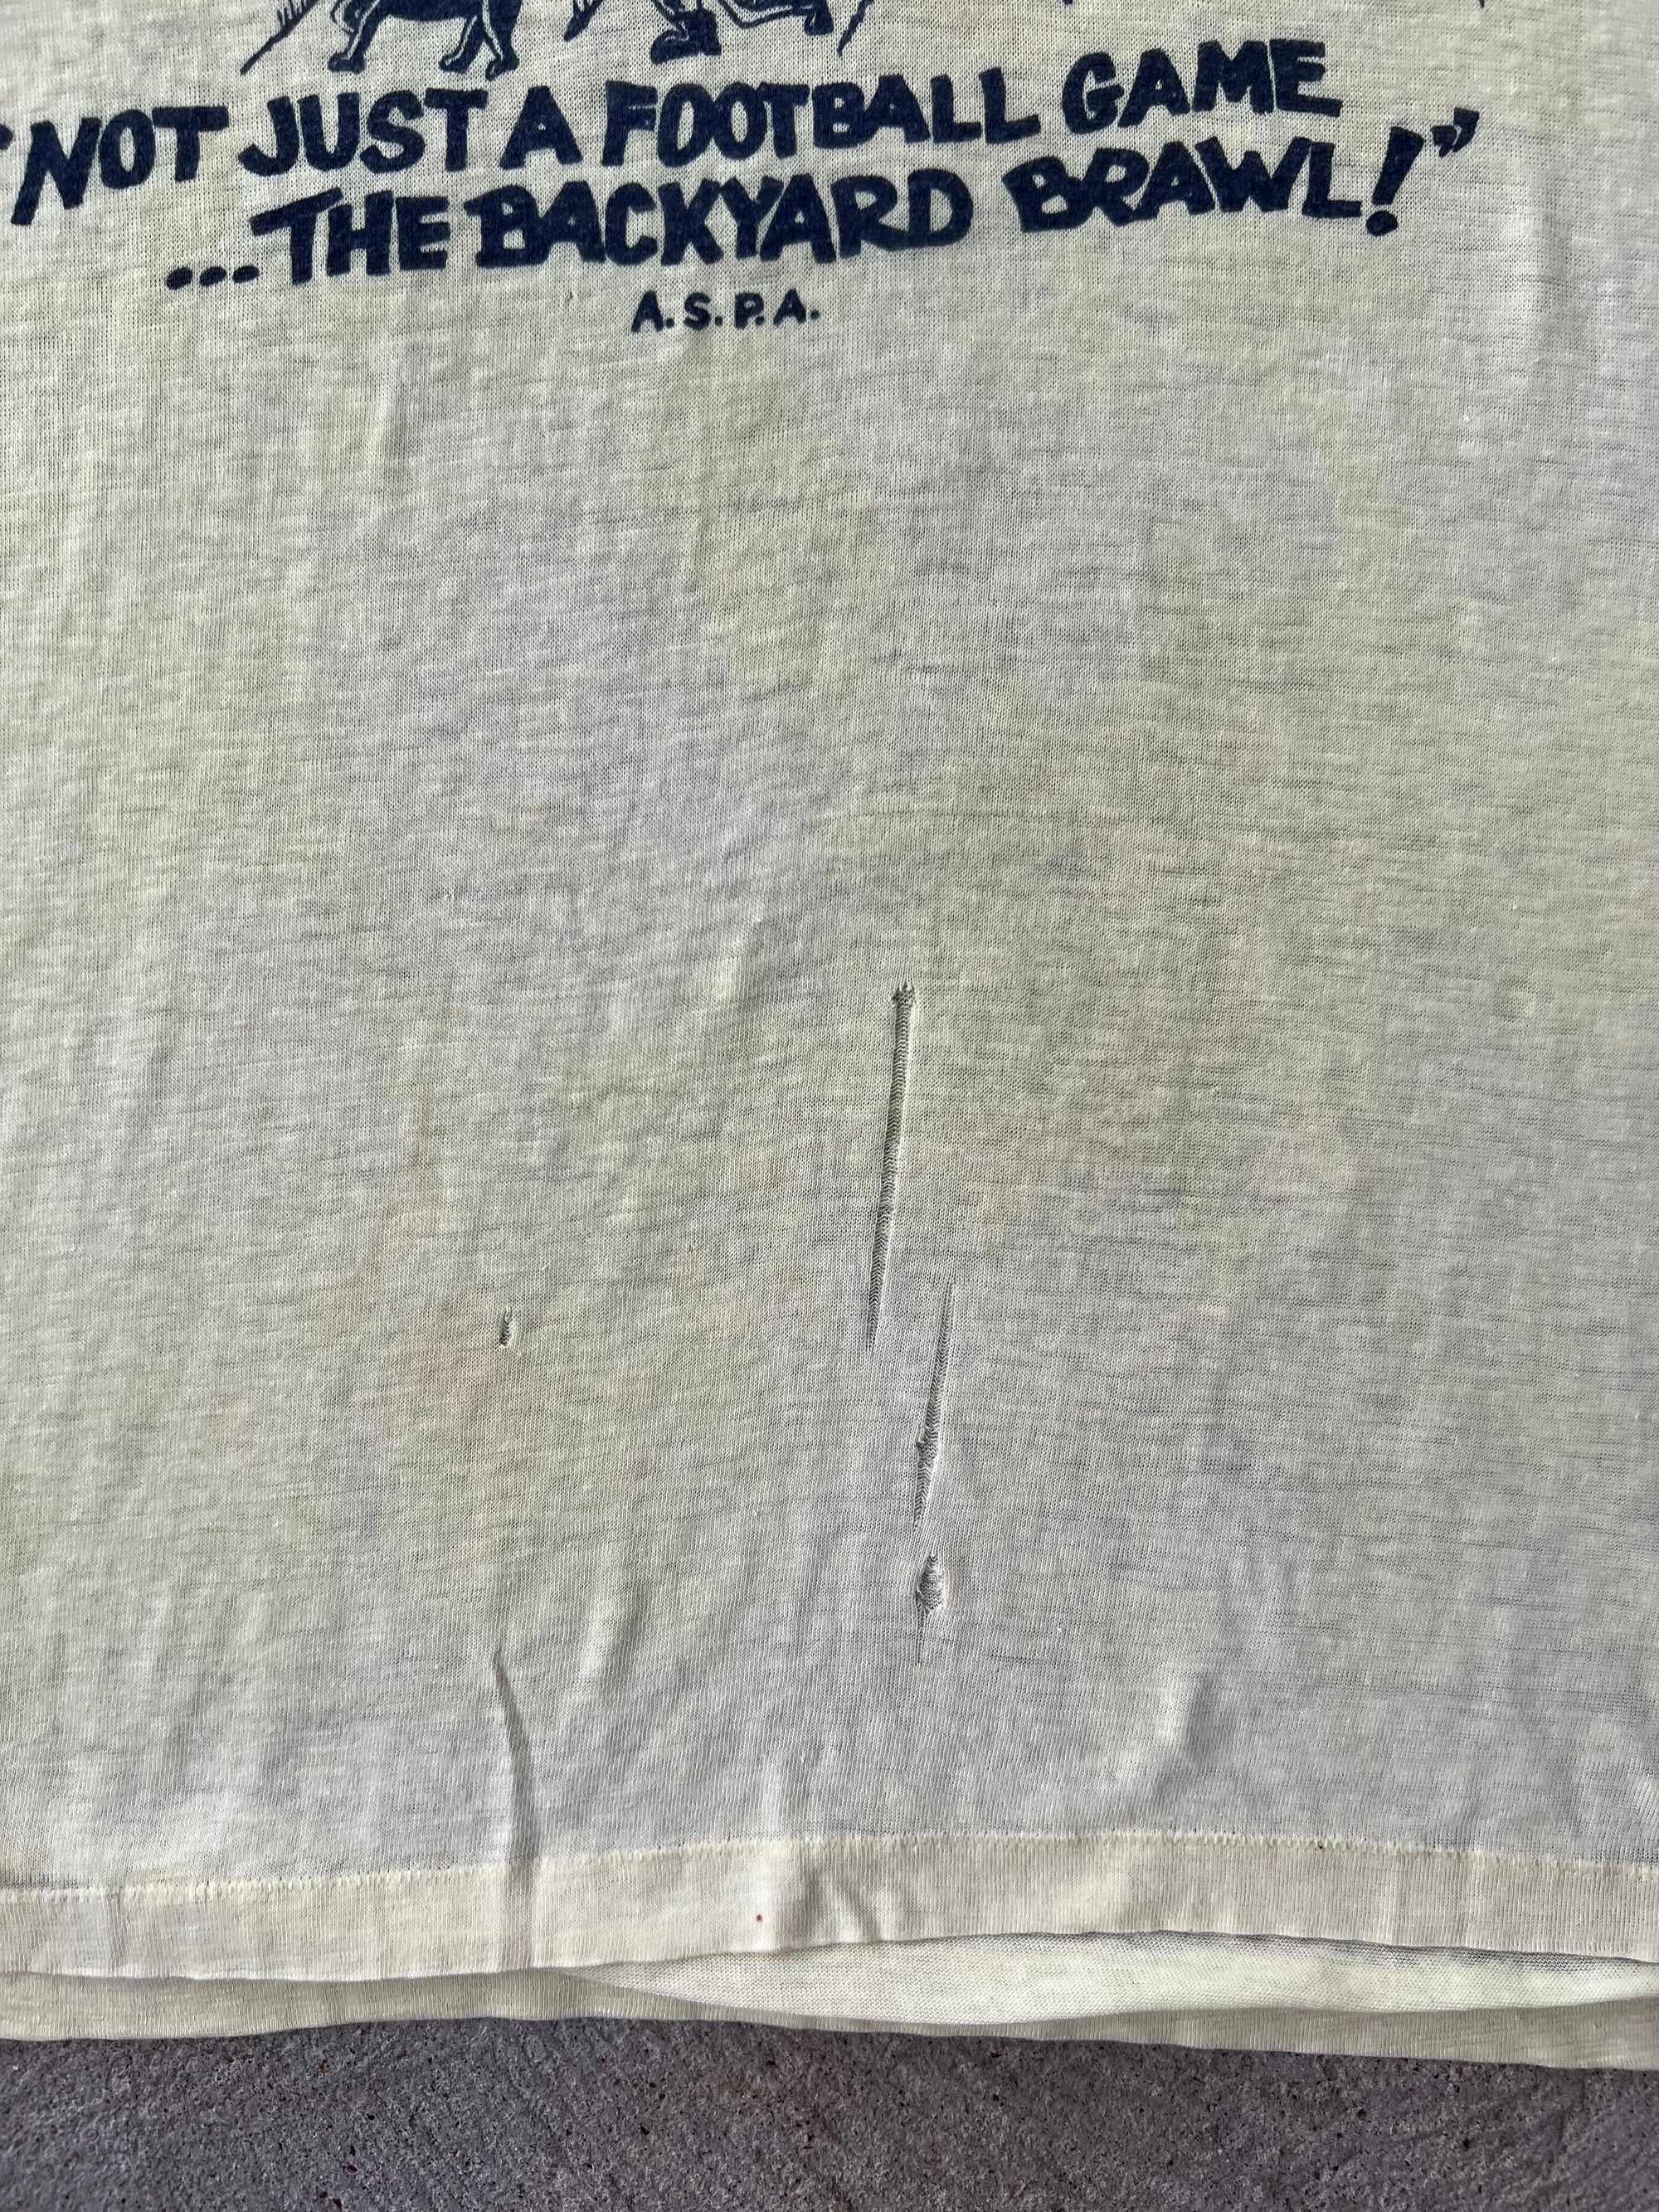 "NOT JUST A FOOTBALL GAME
...THE BACKYARD BRAWL!"
A.S.P.A.